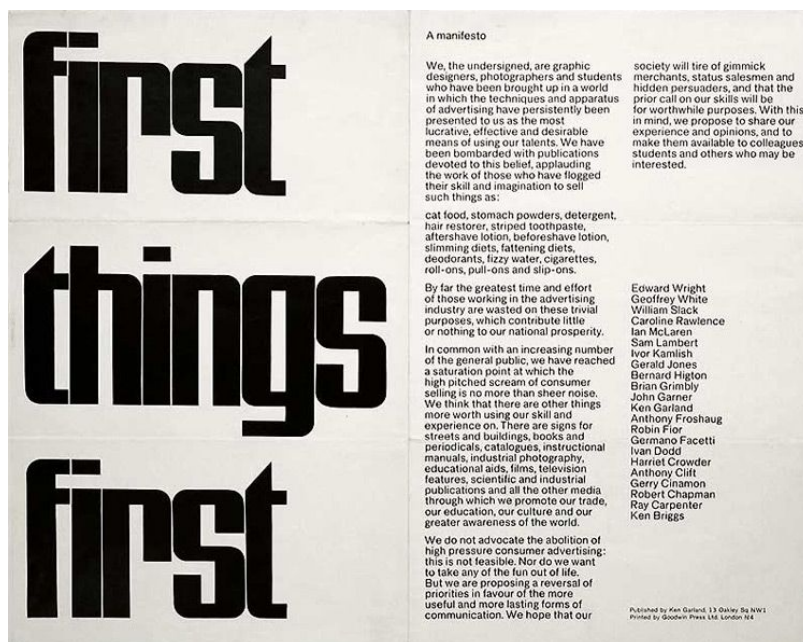 first
things
first
A manifesto
We, the undersigned, are graphic
designers, photographers and students
who have been brought up in a world
in which the techniques and apparatus
of advertising have persistently been
presented to us as the most
lucrative, effective and desirable
means of using our talents. We have
been bombarded with publications
devoted to this belief, applauding
the work of those who have flogged
their skill and imagination to sell
such things as:
cat food, stomach powders, detergent,
hair restorer, striped toothpaste,
aftershave lotion, beforeshave lotion,
slimming diets, fattening diets,
deodorants, fizzy water, cigarettes,
roll-ons, pull-ons and slip-ons.
By far the greatest time and effort
of those working in the advertising
industry are wasted on these trivial
purposes, which contribute little
or nothing to our national prosperity.
In common with an increasing number
of the general public, we have reached
a saturation point at which the
high pitched scream of consumer
selling is no more than sheer noise.
We think that there are other things
more worth using our skill and
experience on. There are signs for
streets and buildings, books and
periodicals, catalogues, instructional
manuals, industrial photography,
educational aids, films, television
features, scientific and industrial
publications and all the other media
through which we promote our trade,
our education, our culture and our
greater awareness of the world.
We do not advocate the abolition of
high pressure consumer advertising:
this is not feasible. Nor do we want
to take any of the fun out of life.
But we are proposing a reversal of
priorities in favour of the more
useful and more lasting forms of
communication. We hope that our
society will tire of gimmick
merchants, status salesmen and
hidden persuaders, and that the
prior call on our skills will be
for worthwhile purposes. With this
in mind, we propose to share our
experience and opinions, and to
make them available to colleagues
students and others who may be
interested.
Edward Wright
Geoffrey White
William Slack
Caroline Rawlence
Ian McLaren
Sam Lambert
Ivor Kamlish
Gerald Jones
Bernard Higton
Brian Grimbly
John Garner
Ken Garland
Anthony Froshaug
Robin Fior
Germano Facetti
Ivan Dodd
Harriet Crowder
Anthony Clift
Gerry Cinamon
Robert Chapman
Ray Carpenter
Ken Briggs
Published by Ken Garland, 13 Oakley Sq NW1
Printed by Goodwin Press Ltd. London N4